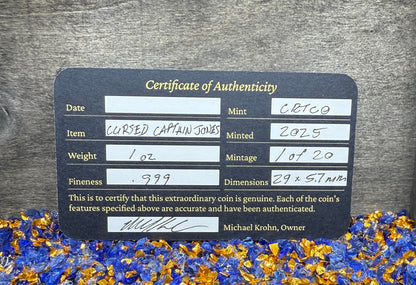 Certificate of Authenticity
Date Mint CRTCO
Item CURSED CAPTAIN JONES Minted 2025
Weight 1 oz Mintage 1 of 20
Fineness .999 Dimensions 29 x 5.7 mm
This is to certify that this extraordinary coin is genuine. Each of the coin's
features specified above are accurate and have been authenticated.
Michael Krohn, Owner